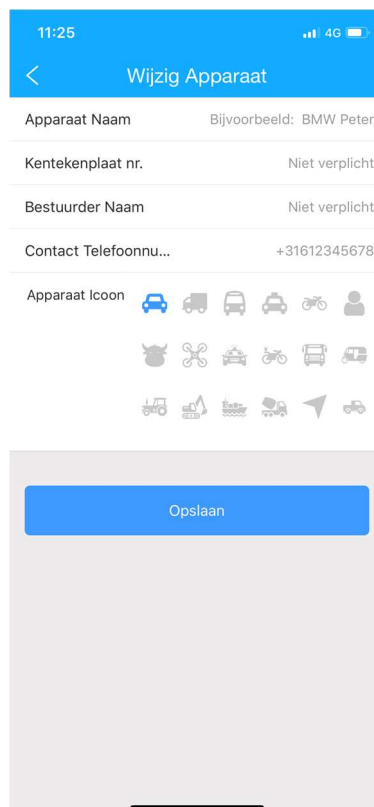 11:25 4G
Wijzig Apparaat
Apparaat Naam Bijvoorbeeld: BMW Peter
Kentekenplaat nr. Niet verplicht
Bestuurder Naam Niet verplicht
Contact Telefoonnu... +31612345678
Apparaat Icoon
Opslaan